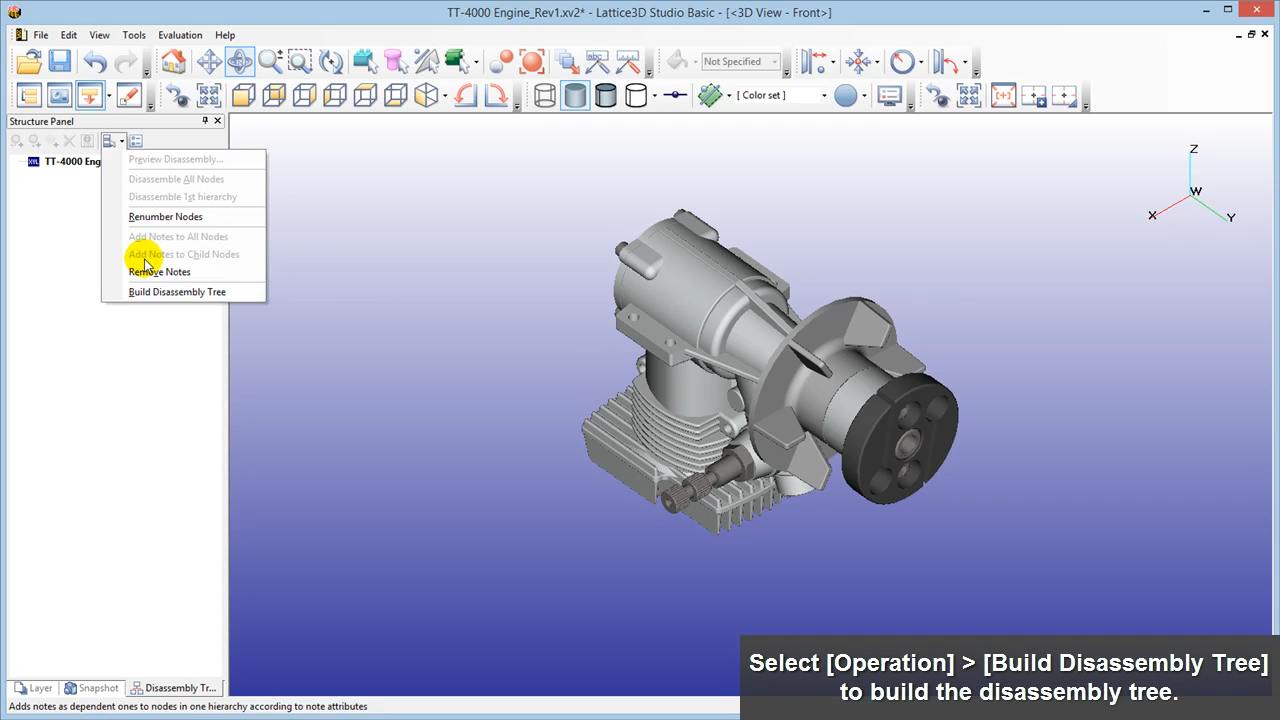 TT-4000 Engine_Rev1.xv2* - Lattice3D Studio Basic - [<3D View - Front>]
File Edit View Tools Evaluation Help
Not Specified
[ Color set ]
Structure Panel
XVL TT-4000 Eng
Preview Disassembly...
Disassemble All Nodes
Disassemble 1st hierarchy
Renumber Nodes
Add Notes to All Nodes
Add Notes to Child Nodes
Remove Notes
Build Disassembly Tree
Z
W
X
Y
Select [Operation] > [Build Disassembly Tree]
to build the disassembly tree.
Layer Snapshot Disassembly Tr...
Adds notes as dependent ones to nodes in one hierarchy according to note attributes